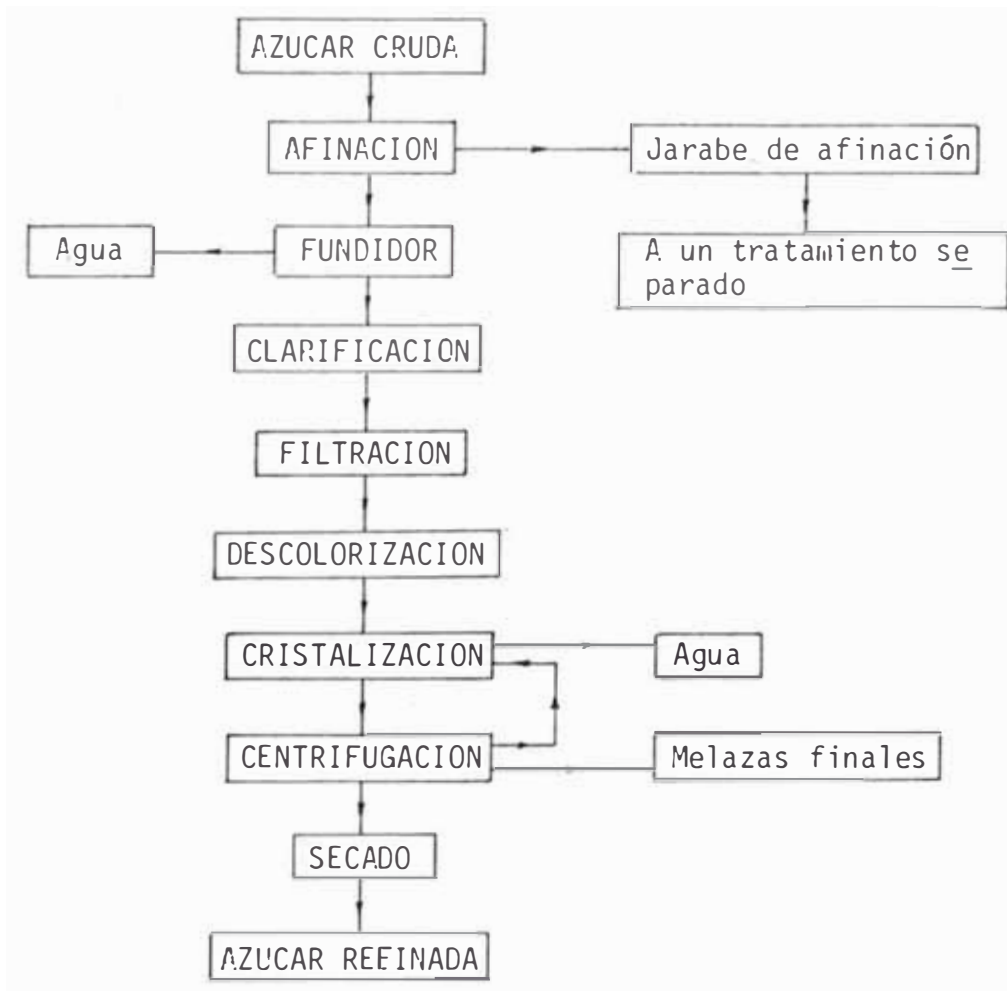 AZUCAR CRUDA
AFINACION
Jarabe de afinación
Agua
FUNDIDOR
A un tratamiento se
parado
CLARIFICACION
FILTRACION
DESCOLORIZACION
CRISTALIZACION
Agua
CENTRIFUGACION
Melazas finales
SECADO
AZUCAR REFINADA